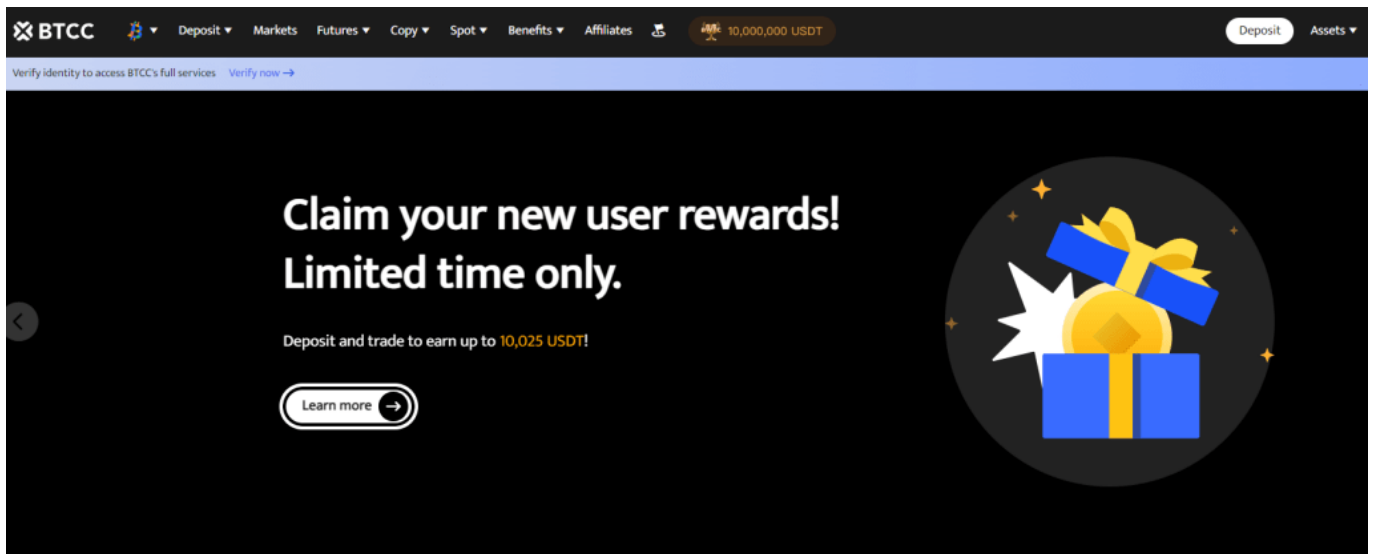 BTCC Deposit Markets Futures Copy Spot Benefits Affiliates 10,000,000 USDT Deposit Assets
Verify identity to access BTCC's full services Verify now →
Claim your new user rewards!
Limited time only.
Deposit and trade to earn up to 10,025 USDT!
Learn more →